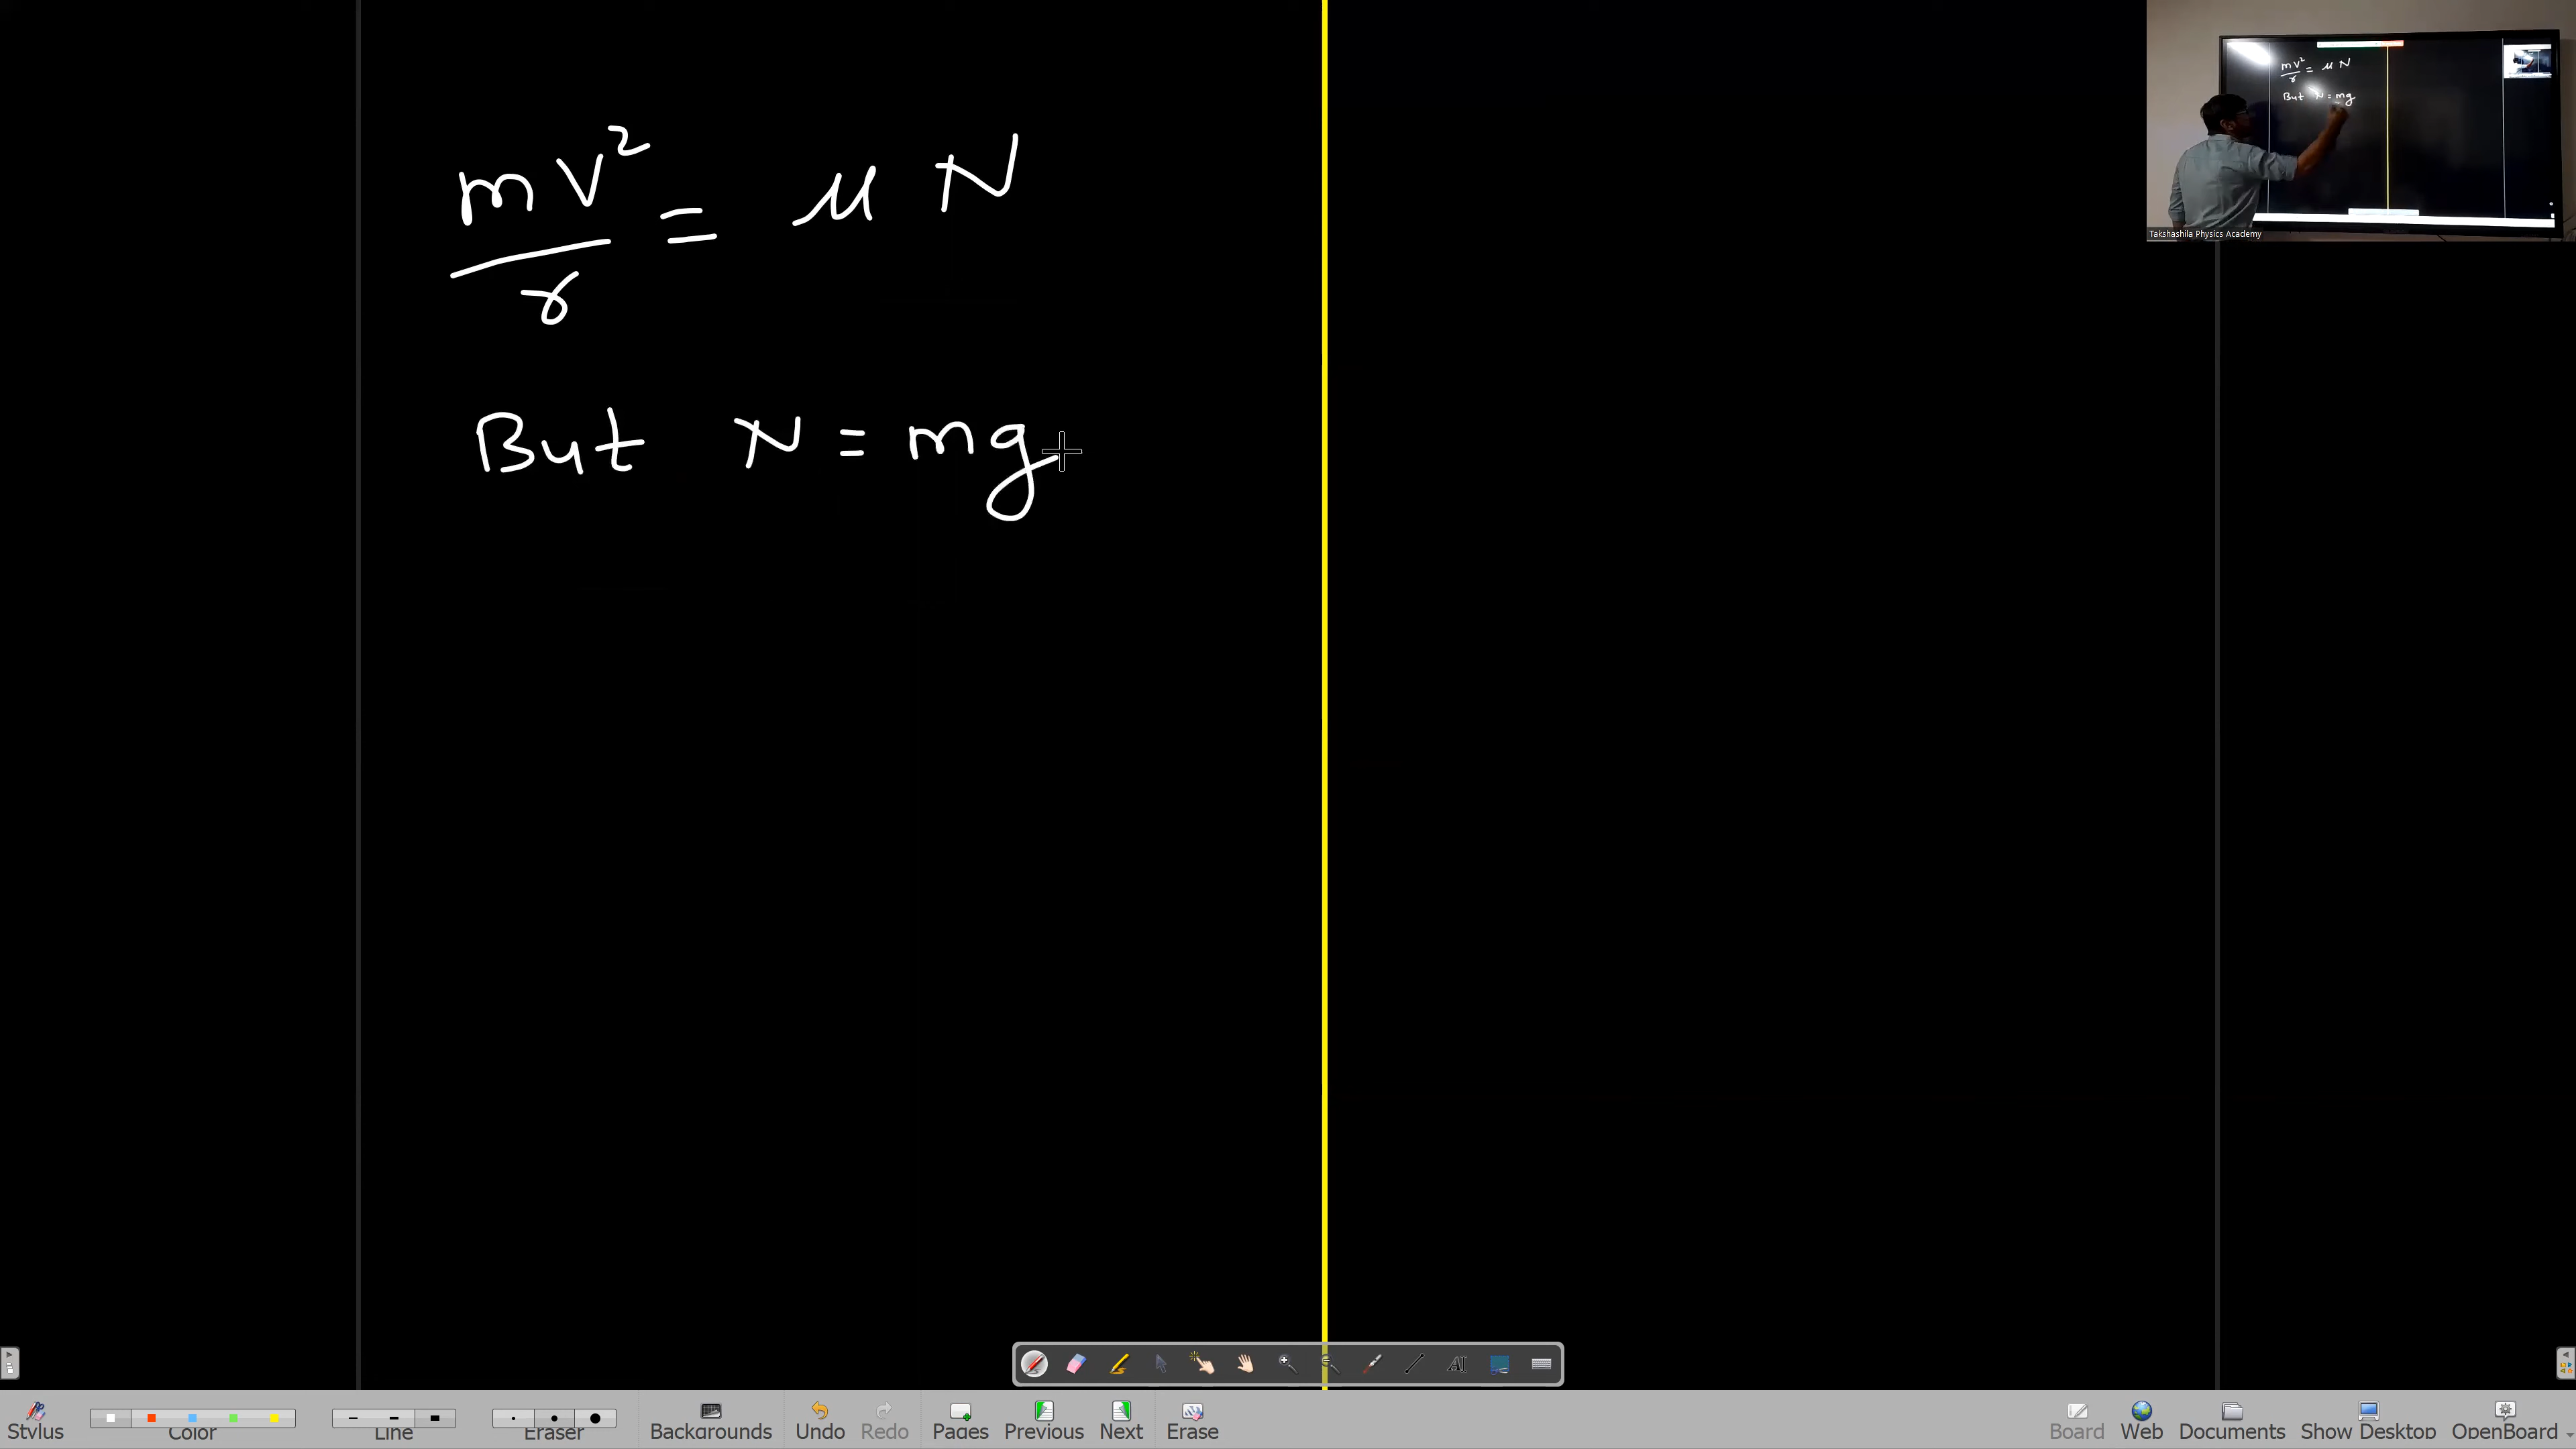 mv²/r = μ N
But N = mg
Takshashila Physics Academy
Stylus Color Line Eraser Backgrounds Undo Redo Pages Previous Next Erase Board Web Documents Show Desktop OpenBoard